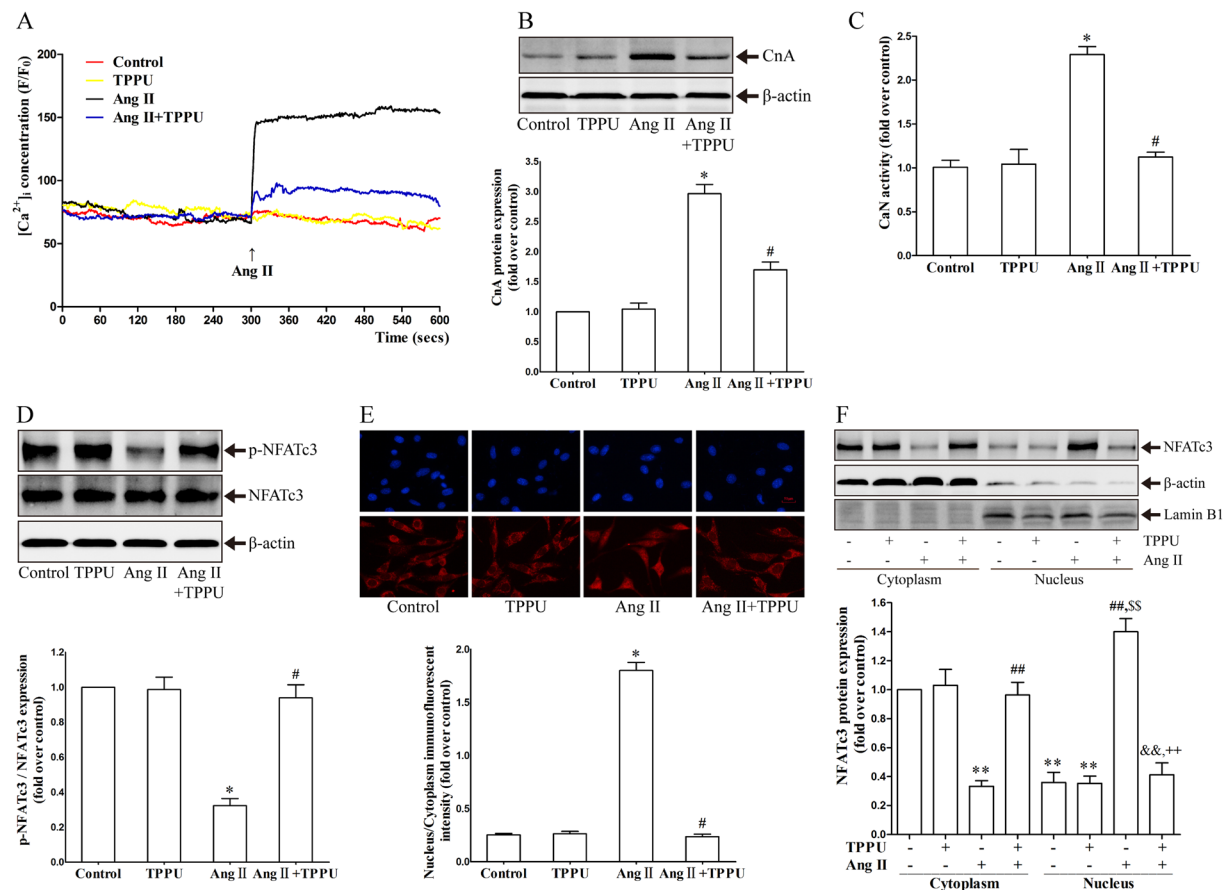 A
[Ca²⁺]i concentration (F/F₀)
200
150
100
50
0
Control
TPPU
Ang II
Ang II+TPPU
↑
Ang II
0 60 120 180 240 300 360 420 480 540 600
Time (secs)
B
CnA
β-actin
Control TPPU Ang II Ang II
+TPPU
CnA protein expression
(fold over control)
3.5
3.0
2.5
2.0
1.5
1.0
0.5
0.0
*
#
Control TPPU Ang Ⅱ Ang Ⅱ+TPPU
C
CaN activity (fold over control)
2.5
2.0
1.5
1.0
0.5
0.0
*
#
Control TPPU Ang Ⅱ Ang Ⅱ+TPPU
D
p-NFATc3
NFATc3
β-actin
Control TPPU Ang II Ang II
+TPPU
p-NFATc3 / NFATc3 expression
(fold over control)
1.2
1.0
0.8
0.6
0.4
0.2
0.0
*
#
Control TPPU Ang Ⅱ Ang Ⅱ+TPPU
E
Control TPPU Ang II Ang II+TPPU
Nucleus/Cytoplasm immunofluorescent
intensity (fold over control)
2.0
1.5
1.0
0.5
0.0
*
#
Control TPPU Ang Ⅱ Ang Ⅱ+TPPU
F
NFATc3
β-actin
Lamin B1
- + - + - + - + TPPU
- - + + - - + + Ang II
Cytoplasm Nucleus
NFATc3 protein expression
(fold over control)
1.6
1.4
1.2
1.0
0.8
0.6
0.4
0.2
0.0
**
##
**
**
##,$$
&&,++
TPPU - + - + - + - +
Ang Ⅱ - - + + - - + +
Cytoplasm Nucleus